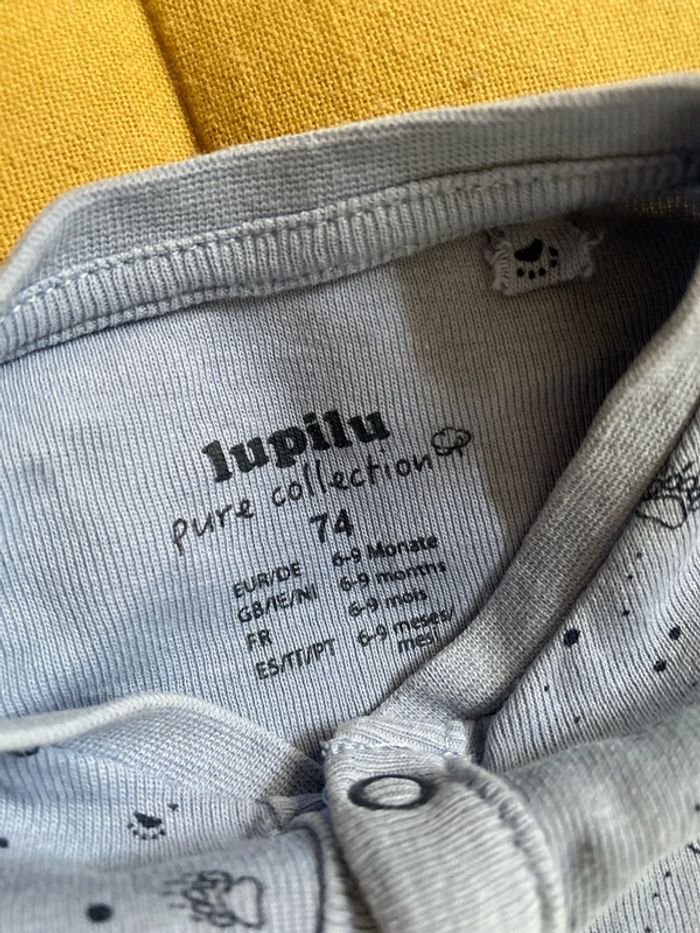 lupilu
pure collection
74
EUR/DE 6-9 Monate
GB/IE/NI 6-9 months
FR 6-9 mois
ES/IT/PT 6-9 meses/
mesi